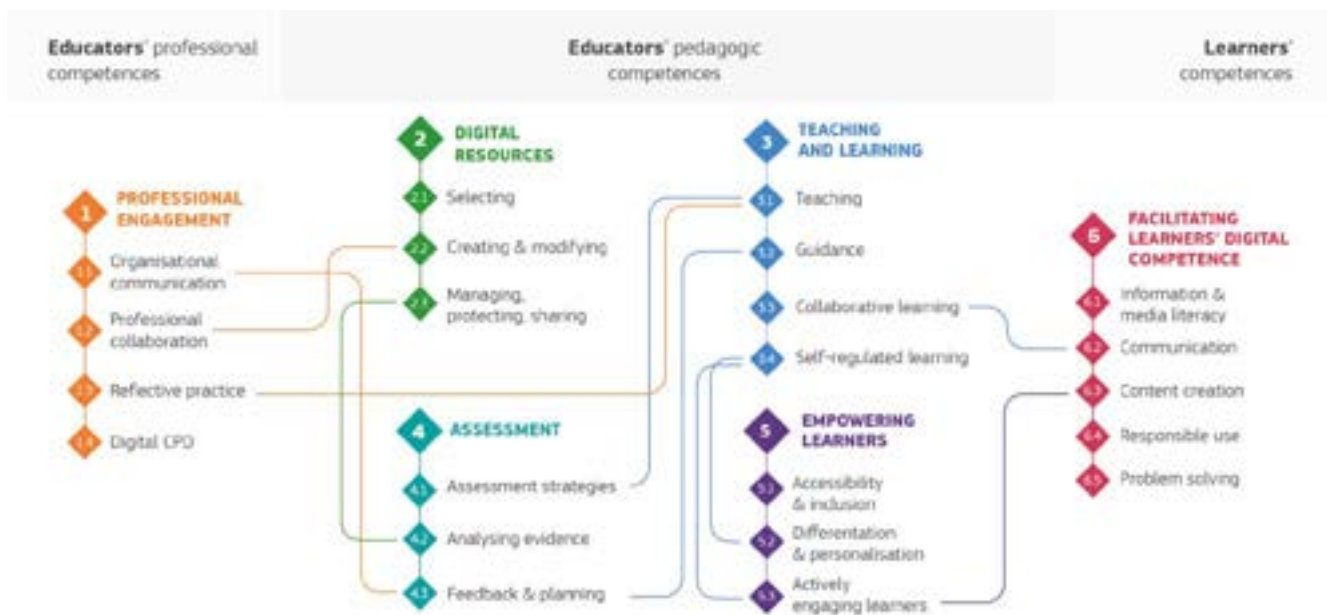 Educators' professional
competences
Educators' pedagogic
competences
Learners'
competences
1
PROFESSIONAL
ENGAGEMENT
1.1
Organisational
communication
1.2
Professional
collaboration
1.3
Reflective practice
1.4
Digital CPD
2
DIGITAL
RESOURCES
2.1
Selecting
2.2
Creating & modifying
2.3
Managing,
protecting, sharing
3
TEACHING
AND LEARNING
3.1
Teaching
3.2
Guidance
3.3
Collaborative learning
3.4
Self-regulated learning
4
ASSESSMENT
4.1
Assessment strategies
4.2
Analysing evidence
4.3
Feedback & planning
5
EMPOWERING
LEARNERS
5.1
Accessibility
& inclusion
5.2
Differentation
& personalisation
5.3
Actively
engaging learners
6
FACILITATING
LEARNERS' DIGITAL
COMPETENCE
6.1
Information &
media literacy
6.2
Communication
6.3
Content creation
6.4
Responsible use
6.5
Problem solving